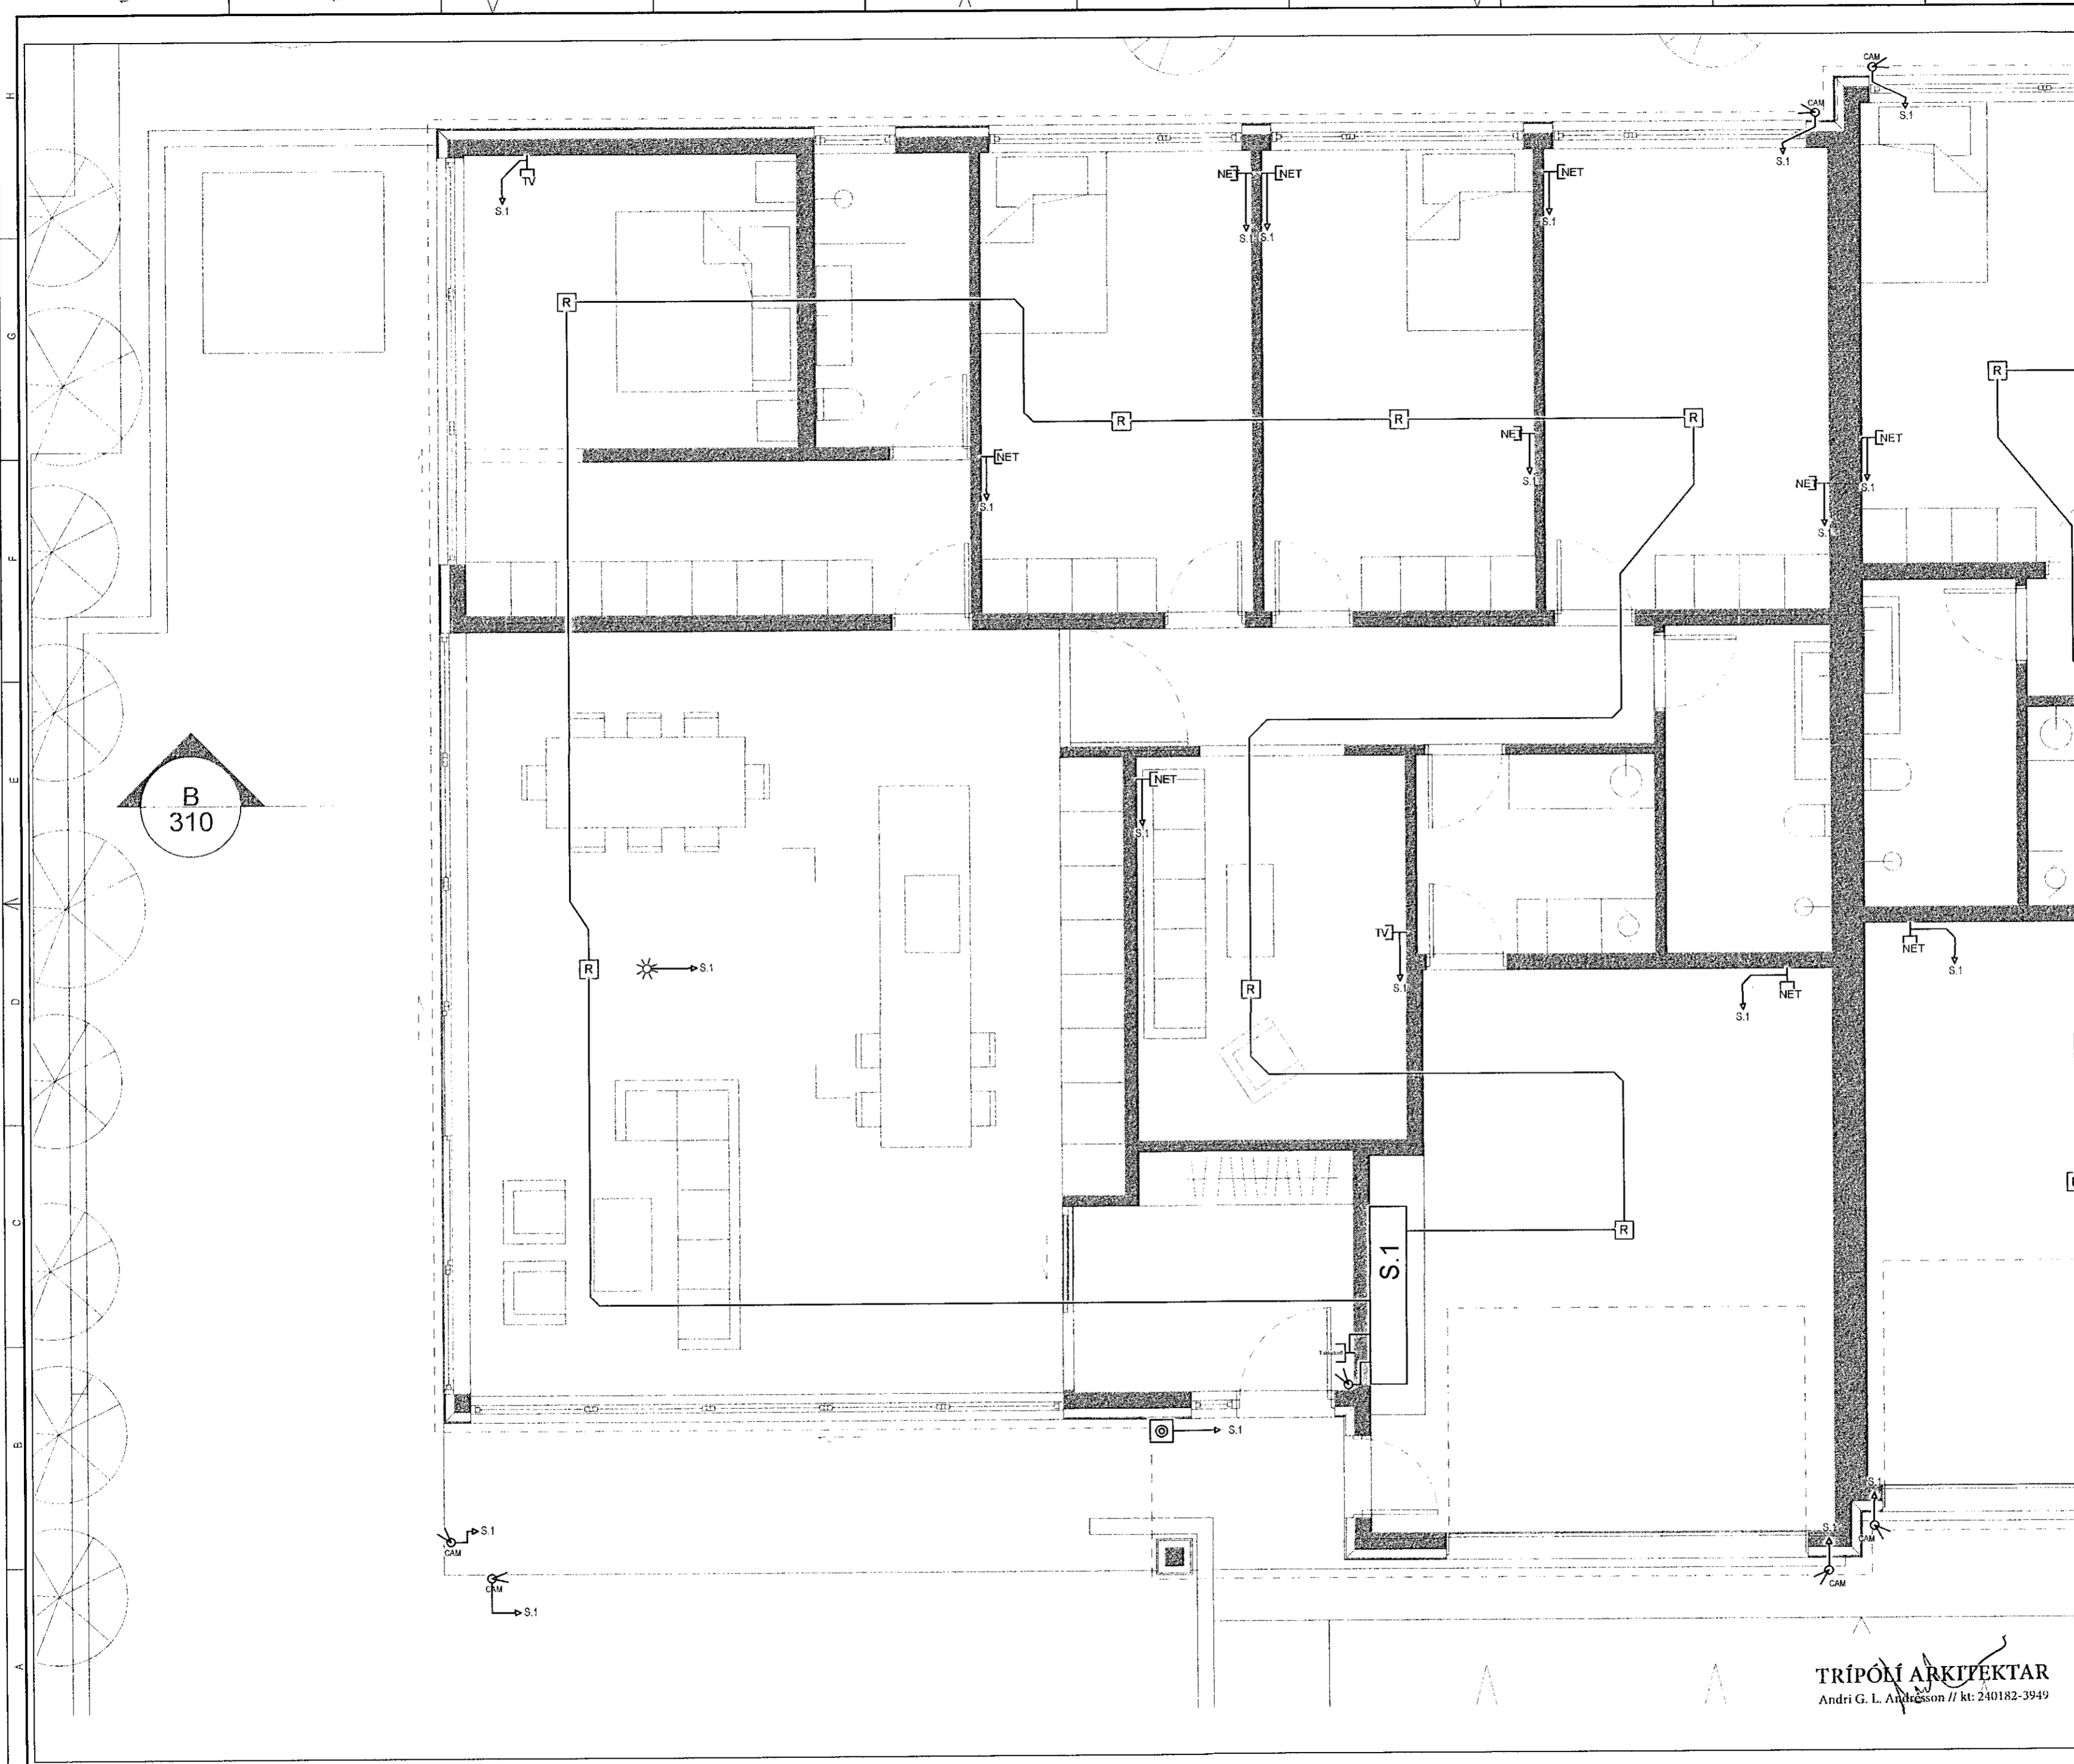 H
CAM
CAM
S.1
S.1
TV
S.1
NET
NET
NET
S.1
S.1
S.1
G
R
R
R
R
R
NET
NET
NET
S.1
NET
S.1
S.1
S.
F
E
B
310
NET
S.1
TV
S.1
NET
S.1
NET
S.1
D
R
S.1
R
C
R
S.1
B
S.1
S.1
CAM
S.1
CAM
S.1
S.
CAM
CAM
A
TRÍPÓLÍ ARKITEKTAR
Andri G. L. Andrésson // kt: 240182-3949